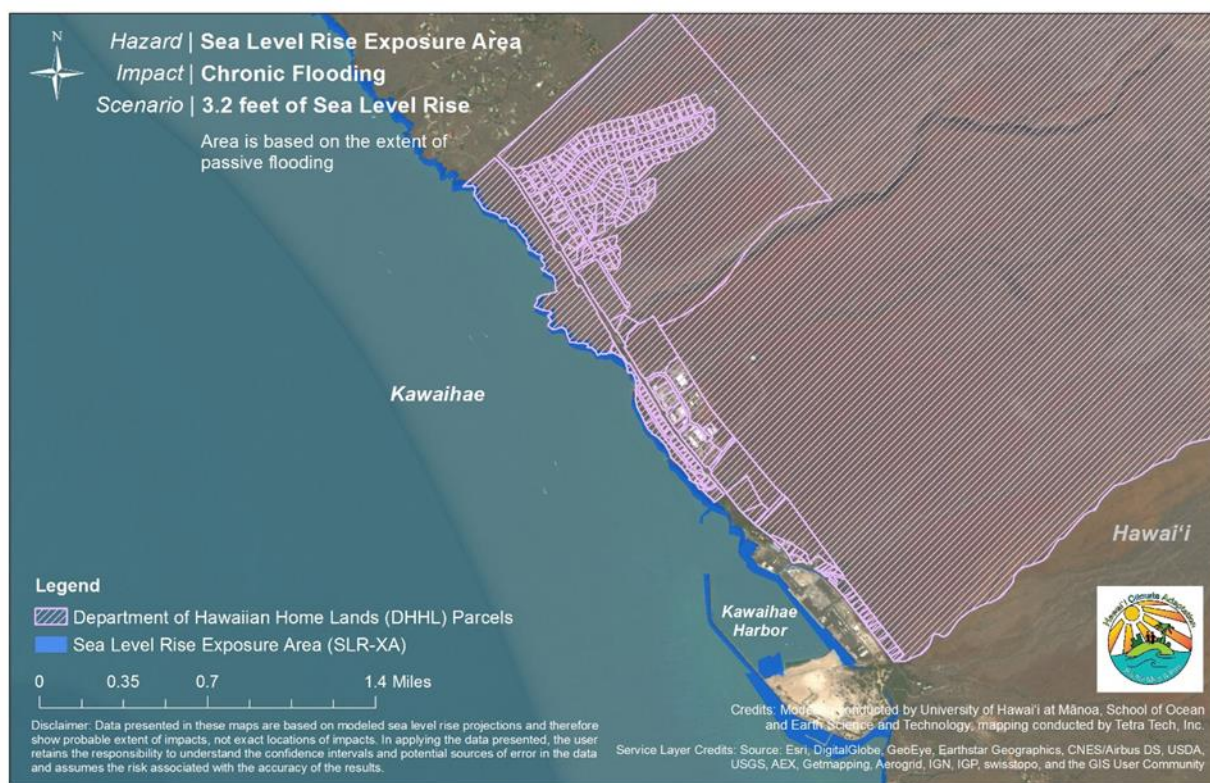 N
Hazard | Sea Level Rise Exposure Area
Impact | Chronic Flooding
Scenario | 3.2 feet of Sea Level Rise
Area is based on the extent of
passive flooding
Kawaihae
Hawai‘i
Kawaihae
Harbor
Legend
Department of Hawaiian Home Lands (DHHL) Parcels
Sea Level Rise Exposure Area (SLR-XA)
0 0.35 0.7 1.4 Miles
Disclaimer: Data presented in these maps are based on modeled sea level rise projections and therefore
show probable extent of impacts, not exact locations of impacts. In applying the data presented, the user
retains the responsibility to understand the confidence intervals and potential sources of error in the data
and assumes the risk associated with the accuracy of the results.
Hawai‘i Climate Adaptation
Credits: Modeling conducted by University of Hawai‘i at Mānoa, School of Ocean
and Earth Science and Technology, mapping conducted by Tetra Tech, Inc.
Service Layer Credits: Source: Esri, DigitalGlobe, GeoEye, Earthstar Geographics, CNES/Airbus DS, USDA,
USGS, AEX, Getmapping, Aerogrid, IGN, IGP, swisstopo, and the GIS User Community